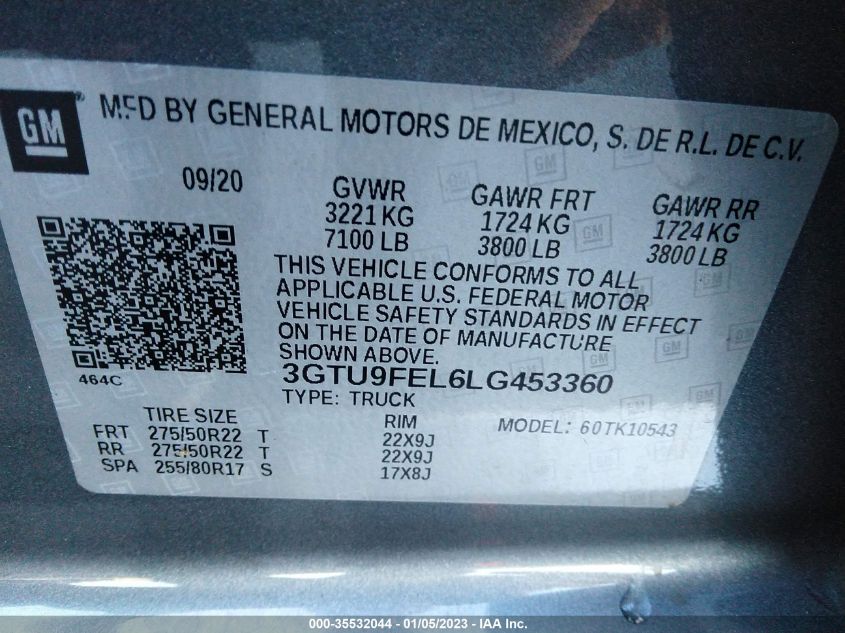 GM®
MFD BY GENERAL MOTORS DE MEXICO, S. DE R.L. DE C.V.
09/20
GVWR
3221 KG
7100 LB
GAWR FRT
1724 KG
3800 LB
GAWR RR
1724 KG
3800 LB
THIS VEHICLE CONFORMS TO ALL
APPLICABLE U.S. FEDERAL MOTOR
VEHICLE SAFETY STANDARDS IN EFFECT
ON THE DATE OF MANUFACTURE
SHOWN ABOVE.
464C
3GTU9FEL6LG453360
TYPE: TRUCK
MODEL: 60TK10543
TIRE SIZE RIM
FRT 275/50R22 T 22X9J
RR 275/50R22 T 22X9J
SPA 255/80R17 S 17X8J
000-35532044 - 01/05/2023 - IAA Inc.